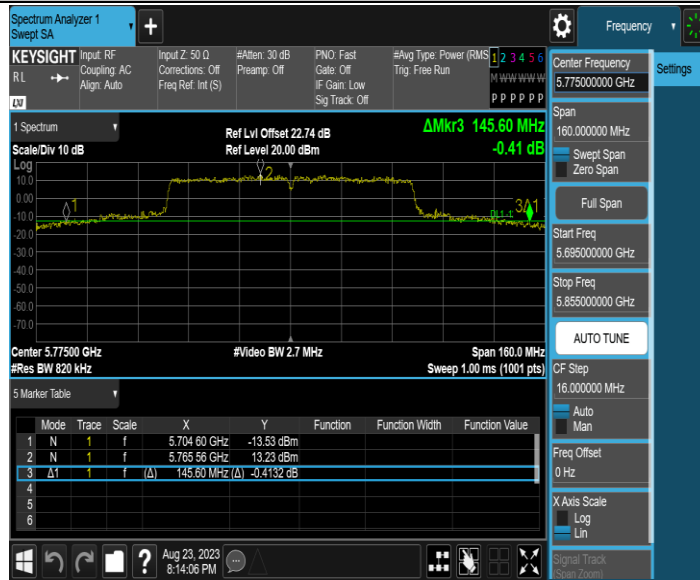 Spectrum Analyzer 1
Swept SA
+
Frequency
KEYSIGHT
RL
LXI
Input: RF
Coupling: AC
Align: Auto
Input Z: 50 Ω
Corrections: Off
Freq Ref: Int (S)
#Atten: 30 dB
Preamp: Off
PNO: Fast
Gate: Off
IF Gain: Low
Sig Track: Off
#Avg Type: Power (RMS
Trig: Free Run
1 2 3 4 5 6
M W W W W W
P P P P P P
Settings
1 Spectrum
Scale/Div 10 dB
Ref Lvl Offset 22.74 dB
Ref Level 20.00 dBm
ΔMkr3 145.60 MHz
-0.41 dB
Log
10.0
0.00
-10.0
-20.0
-30.0
-40.0
-50.0
-60.0
-70.0
1
2
3Δ1
Center 5.77500 GHz
#Video BW 2.7 MHz
Span 160.0 MHz
#Res BW 820 kHz
Sweep 1.00 ms (1001 pts)
5 Marker Table
Mode Trace Scale X Y Function Function Width Function Value
1 N 1 f 5.704 60 GHz -13.53 dBm
2 N 1 f 5.765 56 GHz 13.23 dBm
3 Δ1 1 f (Δ) 145.60 MHz (Δ) -0.4132 dB
4
5
6
Center Frequency
5.775000000 GHz
Span
160.000000 MHz
Swept Span
Zero Span
Full Span
Start Freq
5.695000000 GHz
Stop Freq
5.855000000 GHz
AUTO TUNE
CF Step
16.000000 MHz
Auto
Man
Freq Offset
0 Hz
X Axis Scale
Log
Lin
Signal Track
(Span Zoom)
?
Aug 23, 2023
8:14:06 PM